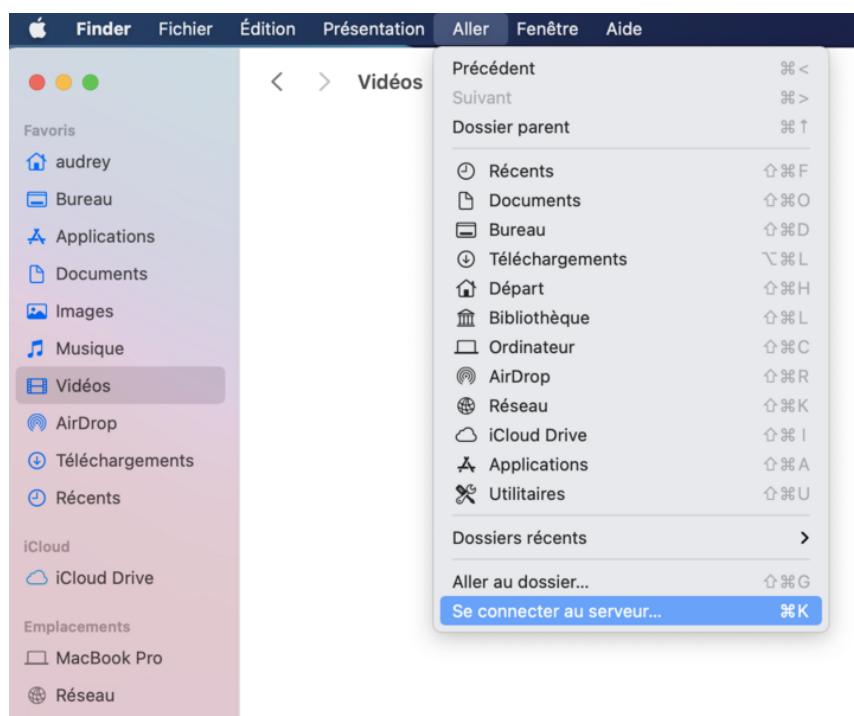 Finder Fichier Édition Présentation Aller Fenêtre Aide
Vidéos
Favoris
audrey
Bureau
Applications
Documents
Images
Musique
Vidéos
AirDrop
Téléchargements
Récents
iCloud
iCloud Drive
Emplacements
MacBook Pro
Réseau
Précédent ⌘<
Suivant ⌘>
Dossier parent ⌘↑
Récents ⇧⌘F
Documents ⇧⌘O
Bureau ⇧⌘D
Téléchargements ⌥⌘L
Départ ⇧⌘H
Bibliothèque ⇧⌘L
Ordinateur ⇧⌘C
AirDrop ⇧⌘R
Réseau ⇧⌘K
iCloud Drive ⇧⌘I
Applications ⇧⌘A
Utilitaires ⇧⌘U
Dossiers récents
Aller au dossier... ⇧⌘G
Se connecter au serveur... ⌘K